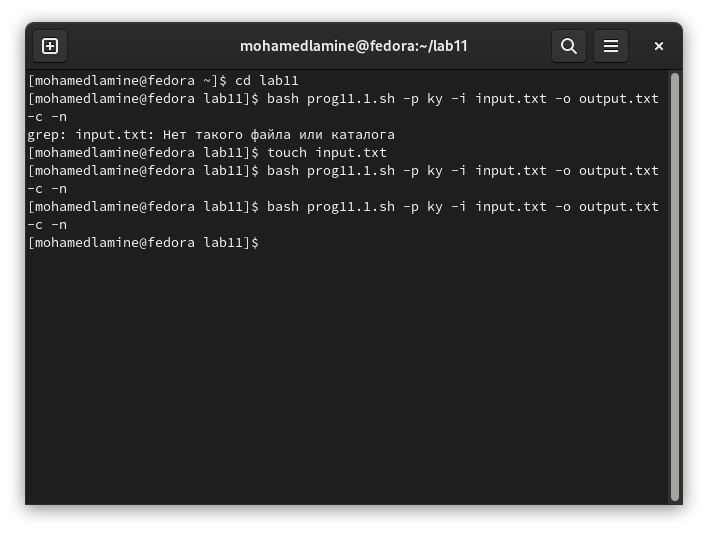 mohamedlamine@fedora:~/lab11
[mohamedlamine@fedora ~]$ cd lab11
[mohamedlamine@fedora lab11]$ bash prog11.1.sh -p ky -i input.txt -o output.txt
-c -n
grep: input.txt: Нет такого файла или каталога
[mohamedlamine@fedora lab11]$ touch input.txt
[mohamedlamine@fedora lab11]$ bash prog11.1.sh -p ky -i input.txt -o output.txt
-c -n
[mohamedlamine@fedora lab11]$ bash prog11.1.sh -p ky -i input.txt -o output.txt
-c -n
[mohamedlamine@fedora lab11]$